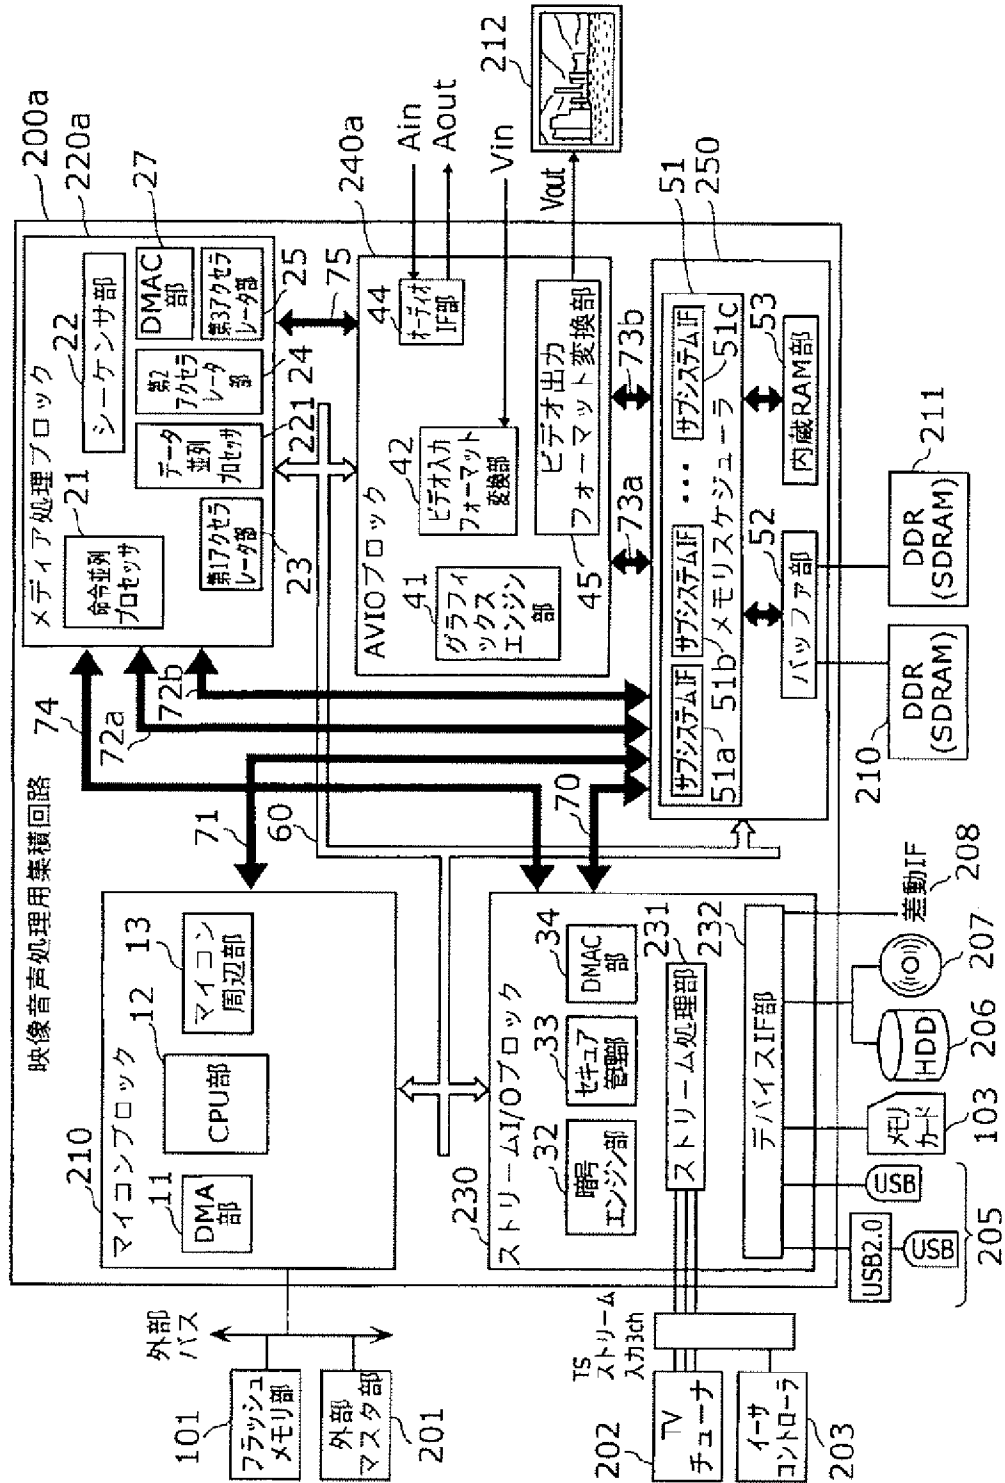 映像音声処理用集積回路
200a
マイコンブロック
210
DMA部
11
CPU部
12
マイコン
周辺部
13
外部
バス
フラッシュ
メモリ部
101
外部
マスタ部
201
71
74
72a
72b
60
70
メディア処理ブロック
220a
命令並列
プロセッサ
21
シーケンサ部
22
DMAC
部
27
第1アクセラ
レータ部
23
データ
並列
プロセッサ
221
第2
アクセラ
レータ
部
24
第3アクセラ
レータ部
25
75
AVIOブロック
240a
グラフィ
ックス
エンジン
部
41
ビデオ入力
フォーマット
変換部
42
オーディオ
IF部
44
ビデオ出力
フォーマット変換部
45
Ain
Aout
Vin
Vout
212
73a
73b
ストリームI/Oブロック
230
暗号
エンジン部
32
セキュア
管理部
33
DMAC
部
34
ストリーム処理部
231
デバイスIF部
232
TS
ストリーム
入力3ch
TV
チューナ
202
イーサ
コントローラ
203
USB2.0
USB
USB
205
メモリ
カード
103
HDD
206
207
差動IF
208
サブシステムIF
51a
サブシステムIF
51b
・・・
サブシステムIF
51c
メモリスケジューラ
51
250
バッファ部
52
内蔵RAM部
53
DDR
(SDRAM)
210
DDR
(SDRAM)
211